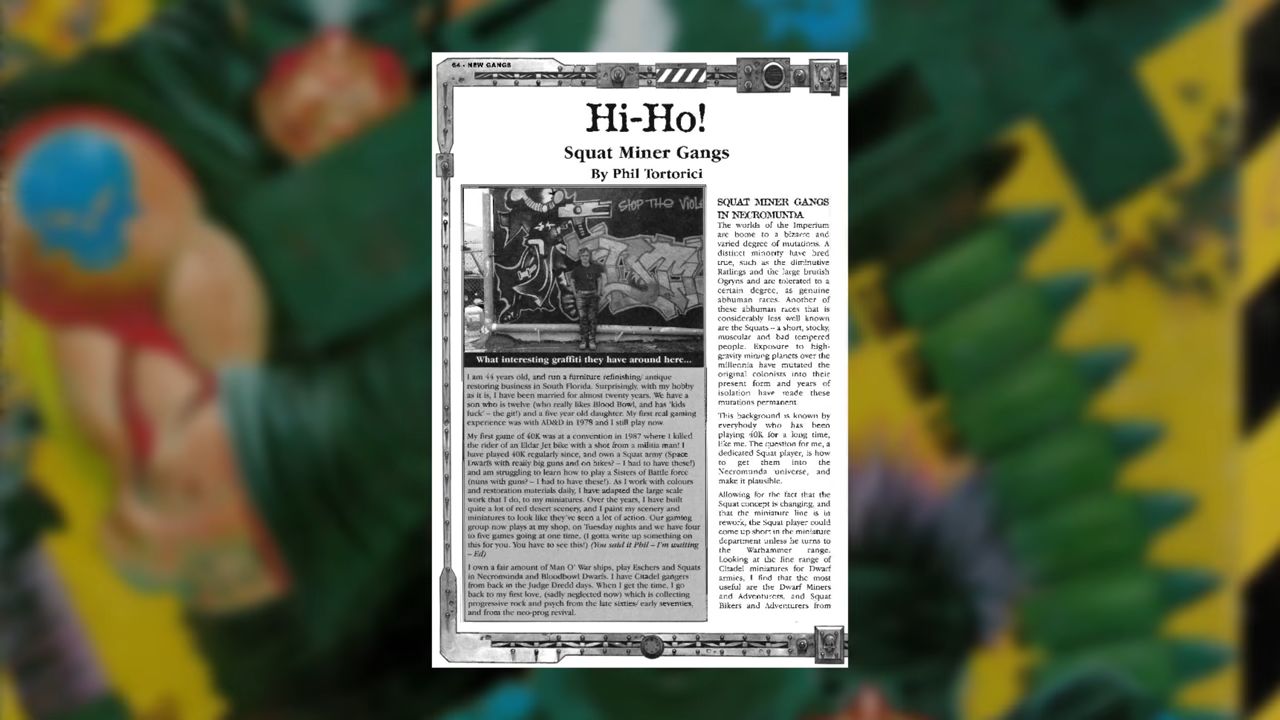 64 - NEW GANGS
Hi-Ho!
Squat Miner Gangs
By Phil Tortorici
STOP THE VIOL
What interesting graffiti they have around here...
I am 44 years old, and run a furniture refinishing/ antique
restoring business in South Florida. Surprisingly, with my hobby
as it is, I have been married for almost twenty years. We have a
son who is twelve (who really likes Blood Bowl, and has 'kids
luck' – the git!) and a five year old daughter. My first real gaming
experience was with AD&D in 1978 and I still play now.
My first game of 40K was at a convention in 1987 where I killed
the rider of an Eldar Jet bike with a shot from a militia man! I
have played 40K regularly since, and own a Squat army (Space
Dwarfs with really big guns and on bikes? – I had to have these!)
and am struggling to learn how to play a Sisters of Battle force
(nuns with guns? – I had to have these!). As I work with colours
and restoration materials daily, I have adapted the large scale
work that I do, to my miniatures. Over the years, I have built
quite a lot of red desert scenery, and I paint my scenery and
miniatures to look like they've seen a lot of action. Our gaming
group now plays at my shop, on Tuesday nights and we have four
to five games going at one time, (I gotta write up something on
this for you. You have to see this!) (You said it Phil – I'm waiting
– Ed)
I own a fair amount of Man O' War ships, play Eschers and Squats
in Necromunda and Bloodbowl Dwarfs. I have Citadel gangers
from back in the Judge Dredd days. When I get the time, I go
back to my first love, (sadly neglected now) which is collecting
progressive rock and psych from the late sixties/ early seventies,
and from the neo-prog revival.
SQUAT MINER GANGS
IN NECROMUNDA
The worlds of the Imperium
are home to a bizarre and
varied degree of mutations. A
distinct minority have bred
true, such as the diminutive
Ratlings and the large brutish
Ogryns and are tolerated to a
certain degree, as genuine
abhuman races. Another of
these abhuman races that is
considerably less well known
are the Squats – a short, stocky,
muscular and bad tempered
people. Exposure to high-
gravity mining planets over the
millennia have mutated the
original colonists into their
present form and years of
isolation have made these
mutations permanent.
This background is known by
everybody who has been
playing 40K for a long time,
like me. The question for me, a
dedicated Squat player, is how
to get them into the
Necromunda universe, and
make it plausible.
Allowing for the fact that the
Squat concept is changing, and
that the miniature line is in
rework, the Squat player could
come up short in the miniature
department unless he turns to
the Warhammer range.
Looking at the fine range of
Citadel miniatures for Dwarf
armies, I find that the most
useful are the Dwarf Miners
and Adventurers, and Squat
Bikers and Adventurers from